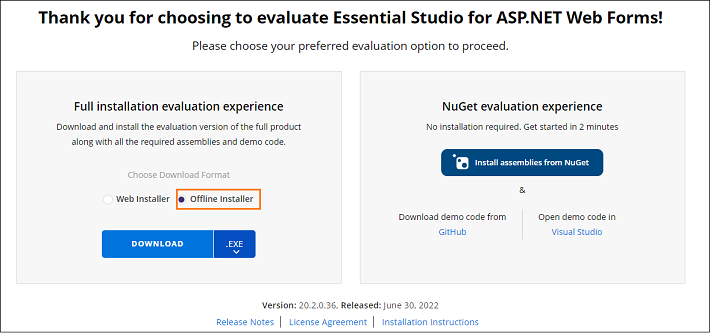 Thank you for choosing to evaluate Essential Studio for ASP.NET Web Forms!
Please choose your preferred evaluation option to proceed.
Full installation evaluation experience
Download and install the evaluation version of the full product
along with all the required assemblies and demo code.
Choose Download Format
Web Installer
Offline Installer
DOWNLOAD
.EXE
NuGet evaluation experience
No installation required. Get started in 2 minutes
Install assemblies from NuGet
&
Download demo code from
GitHub
Open demo code in
Visual Studio
Version: 20.2.0.36, Released: June 30, 2022
Release Notes | License Agreement | Installation Instructions